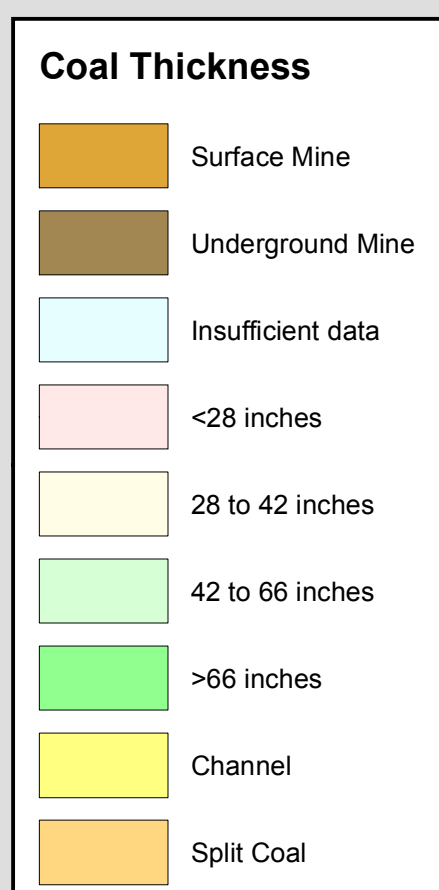 Coal Thickness
Surface Mine
Underground Mine
Insufficient data
<28 inches
28 to 42 inches
42 to 66 inches
>66 inches
Channel
Split Coal